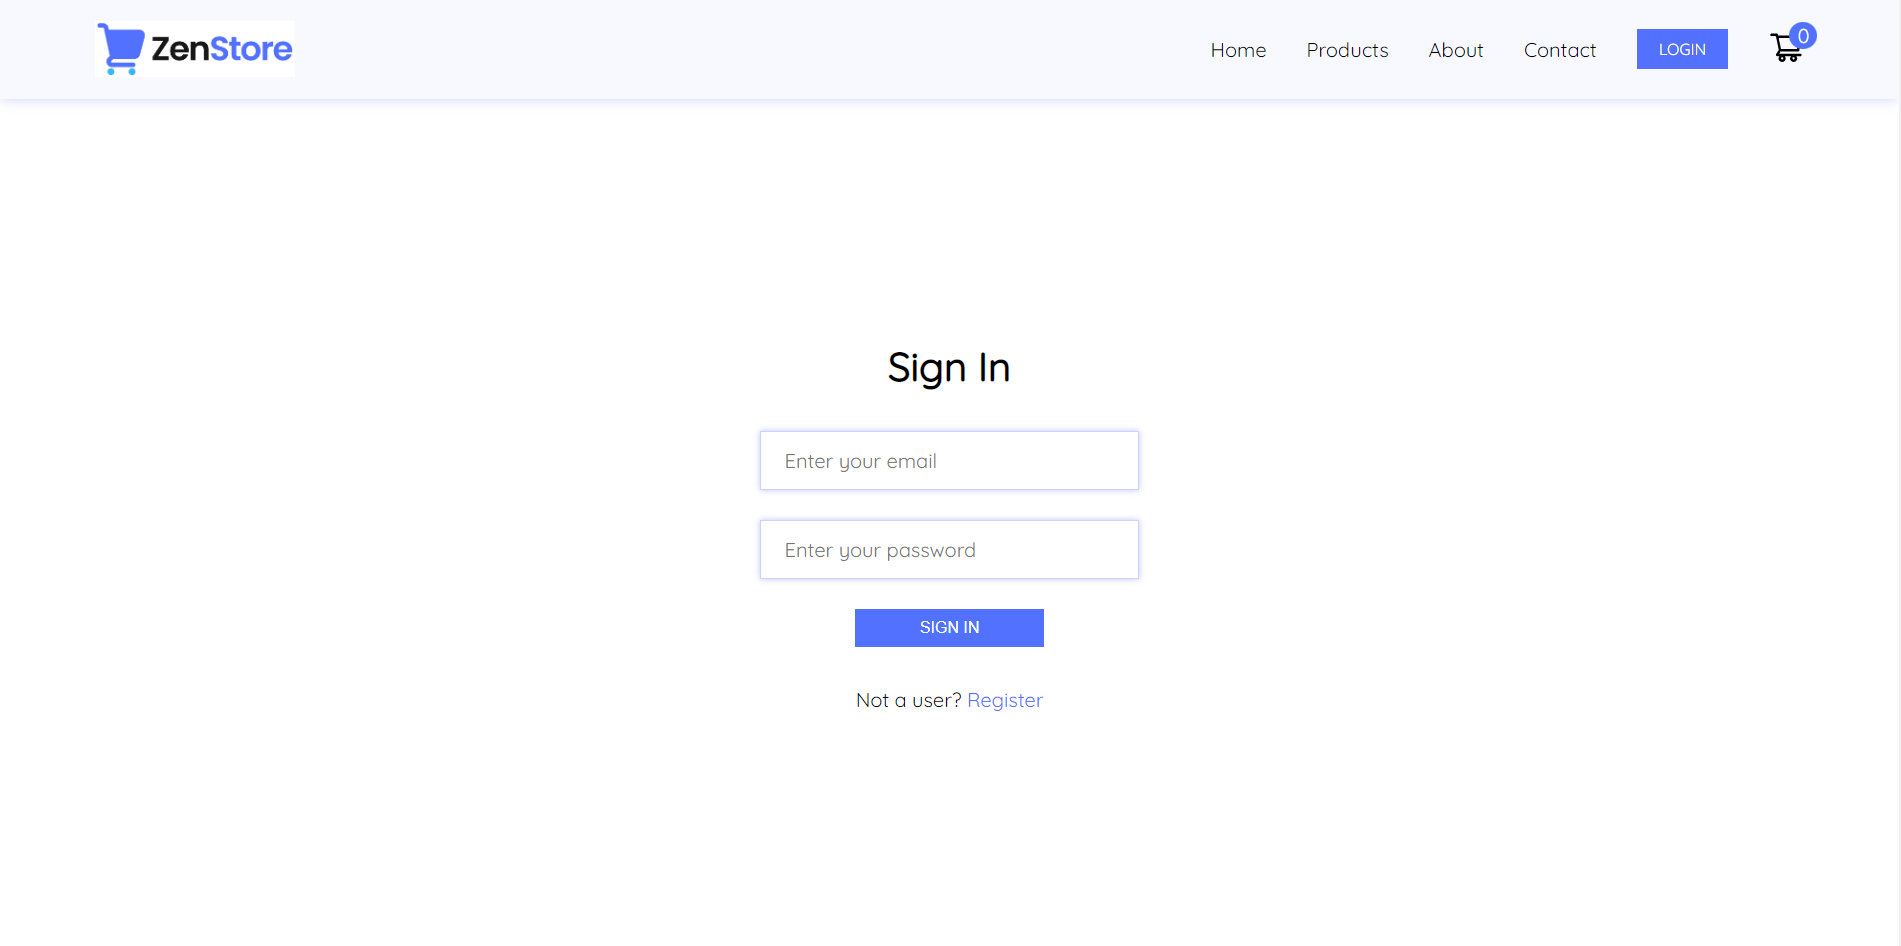 ZenStore
Home Products About Contact LOGIN 0
Sign In
Enter your email
Enter your password
SIGN IN
Not a user? Register